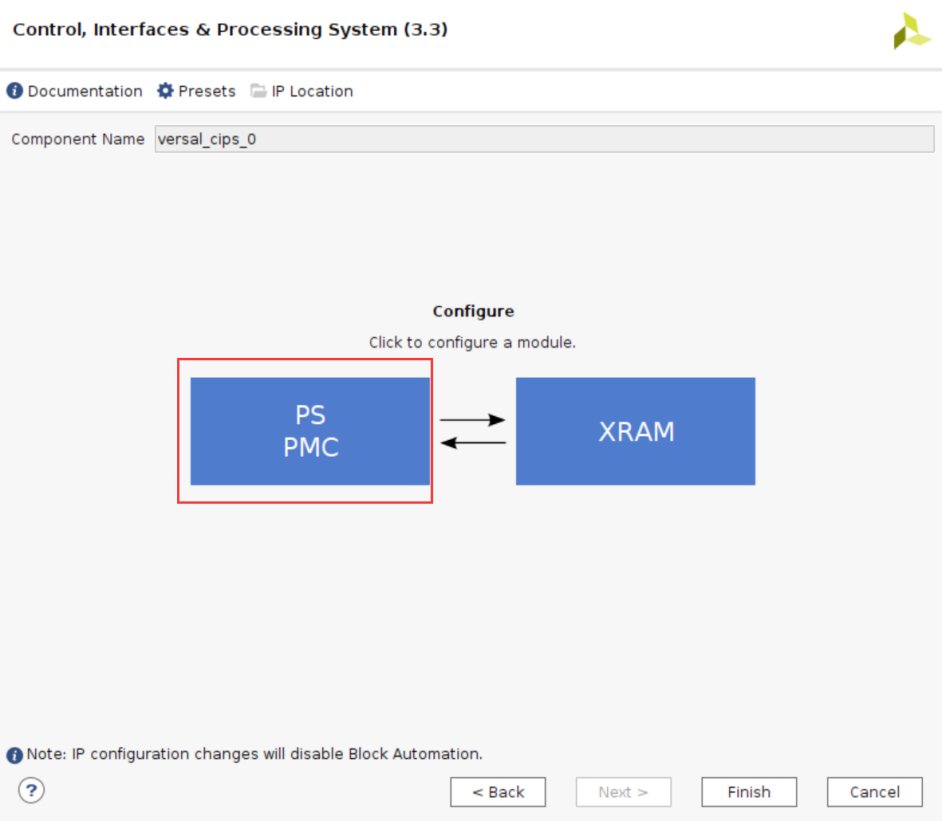 Control, Interfaces & Processing System (3.3)
Documentation Presets IP Location
Component Name versal_cips_0
Configure
Click to configure a module.
PS
PMC
XRAM
Note: IP configuration changes will disable Block Automation.
? < Back Next > Finish Cancel